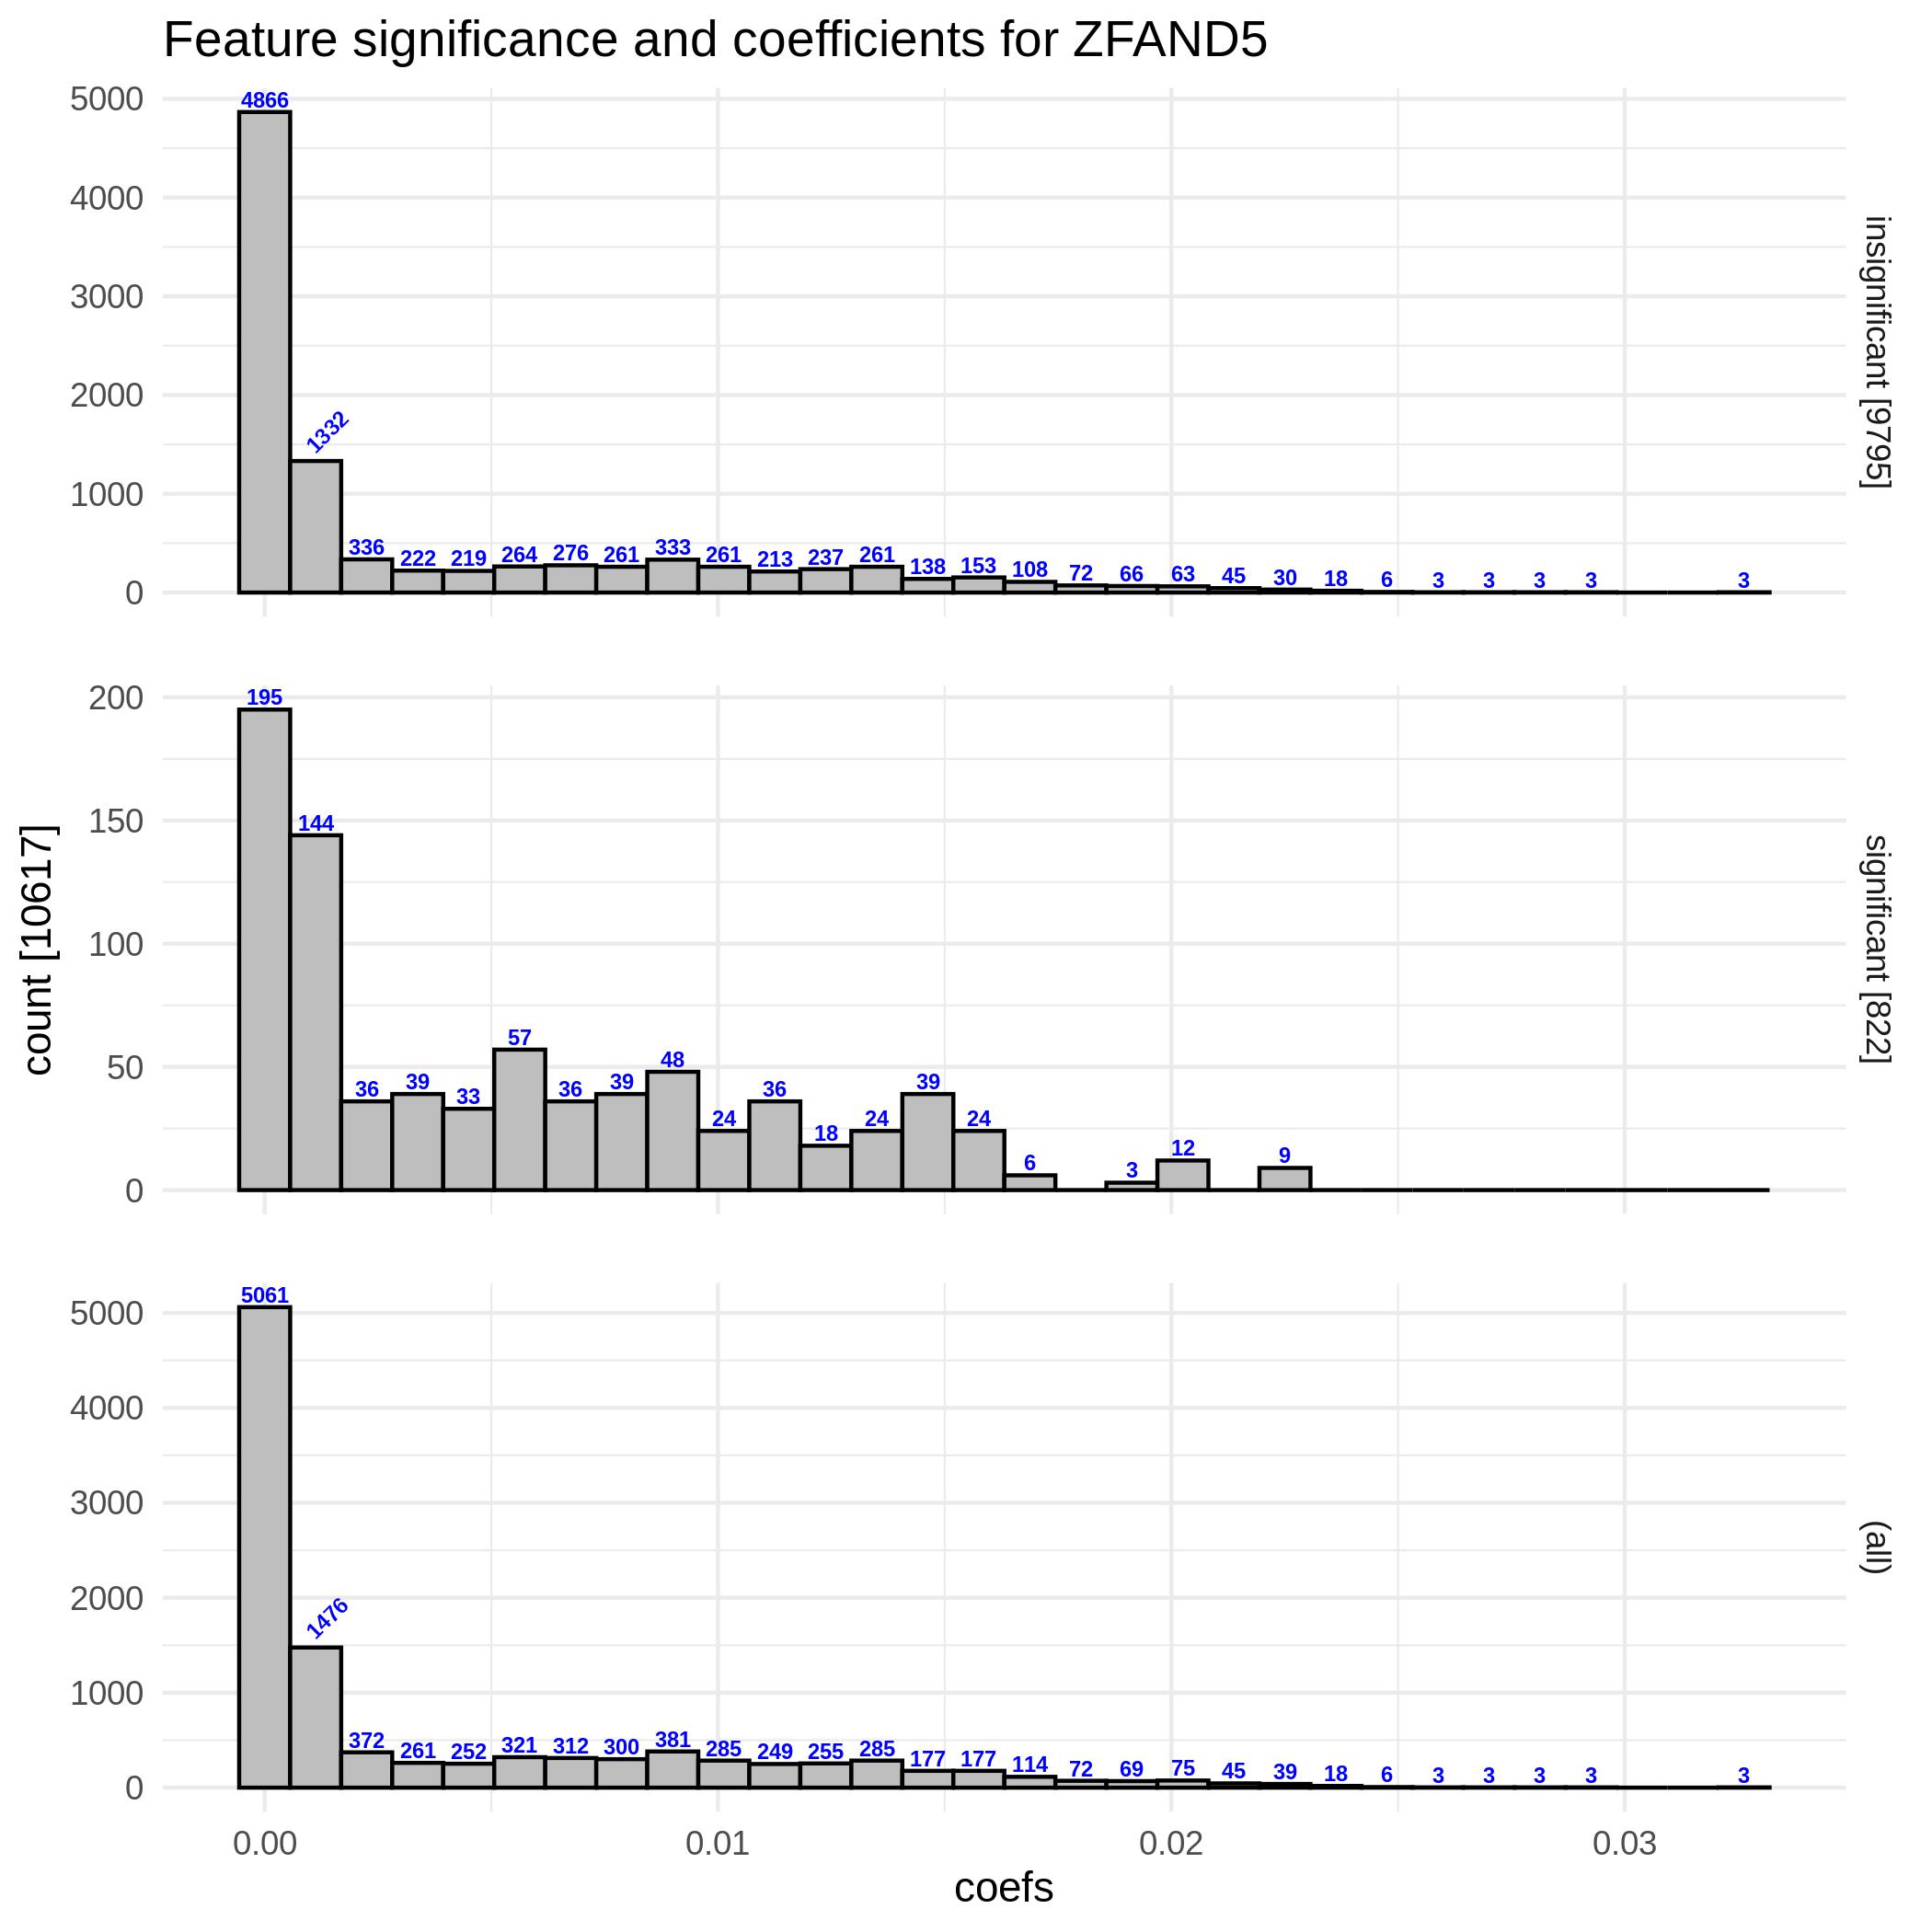 Feature significance and coefficients for ZFAND5
5000
4000
3000
2000
1000
0
4866
1332
336 222 219 264 276 261 333 261 213 237 261 138 153 108 72 66 63 45 30 18 6 3 3 3 3 3
insignificant [9795]
200
150
100
50
0
195
144
36 39 33 57 36 39 48 24 36 18 24 39 24 6 3 12 9
significant [822]
count [10617]
5000
4000
3000
2000
1000
0
5061
1476
372 261 252 321 312 300 381 285 249 255 285 177 177 114 72 69 75 45 39 18 6 3 3 3 3 3
(all)
0.00 0.01 0.02 0.03
coefs